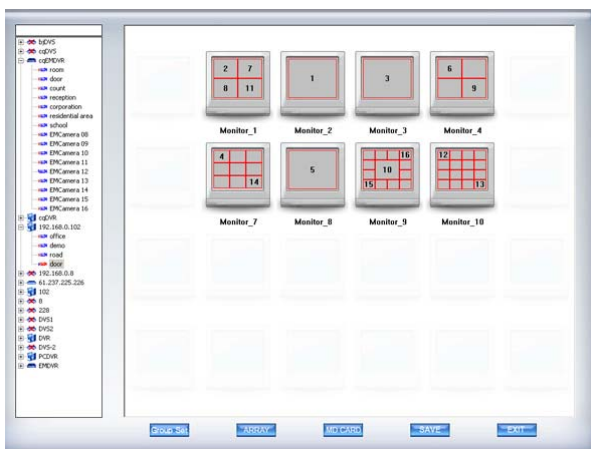 bjDVS
cqDVS
cqEMDVR
room
door
count
reception
corporation
residential area
school
EMCamera 08
EMCamera 09
EMCamera 10
EMCamera 11
EMCamera 12
EMCamera 13
EMCamera 14
EMCamera 15
EMCamera 16
cqDVR
192.168.0.102
office
demo
road
door
192.168.0.8
61.237.225.226
102
8
228
DVS1
DVS2
DVR
DVS-2
PCDVR
EMDVR
2 7 1 3 6
8 11 9
Monitor_1 Monitor_2 Monitor_3 Monitor_4
4 5 16 12
10
14 15 13
Monitor_7 Monitor_8 Monitor_9 Monitor_10
Group Set ARRAY MD CARD SAVE EXIT